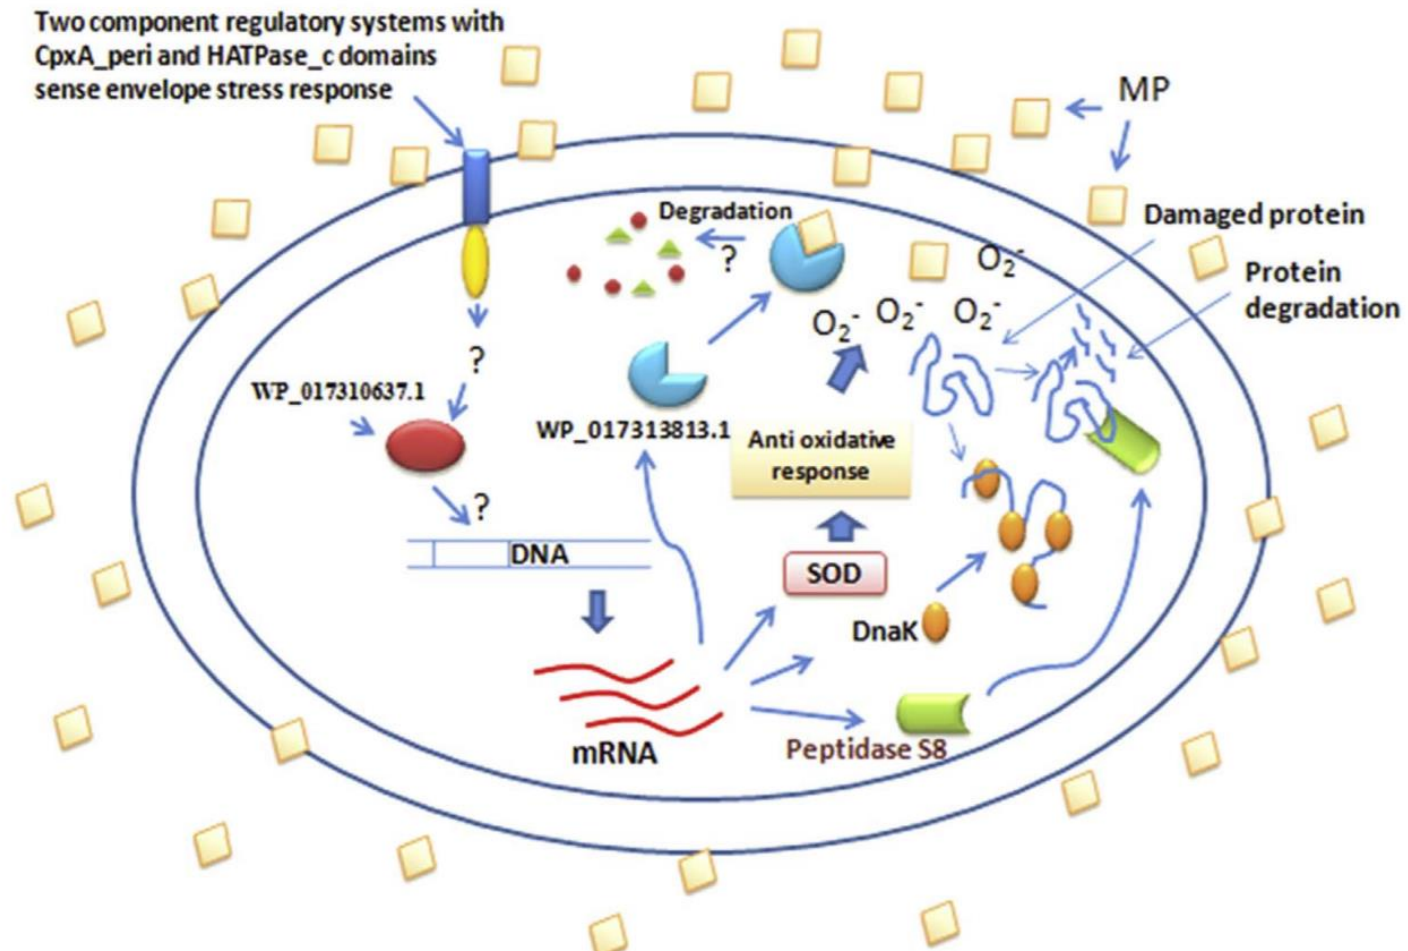 Two component regulatory systems with
CpxA_peri and HATPase_c domains
sense envelope stress response
MP
Degradation
?
Damaged protein
O2-
Protein
degradation
O2- O2- O2-
?
WP_017310637.1
WP_017313813.1
Anti oxidative
response
?
DNA
SOD
DnaK
mRNA
Peptidase S8